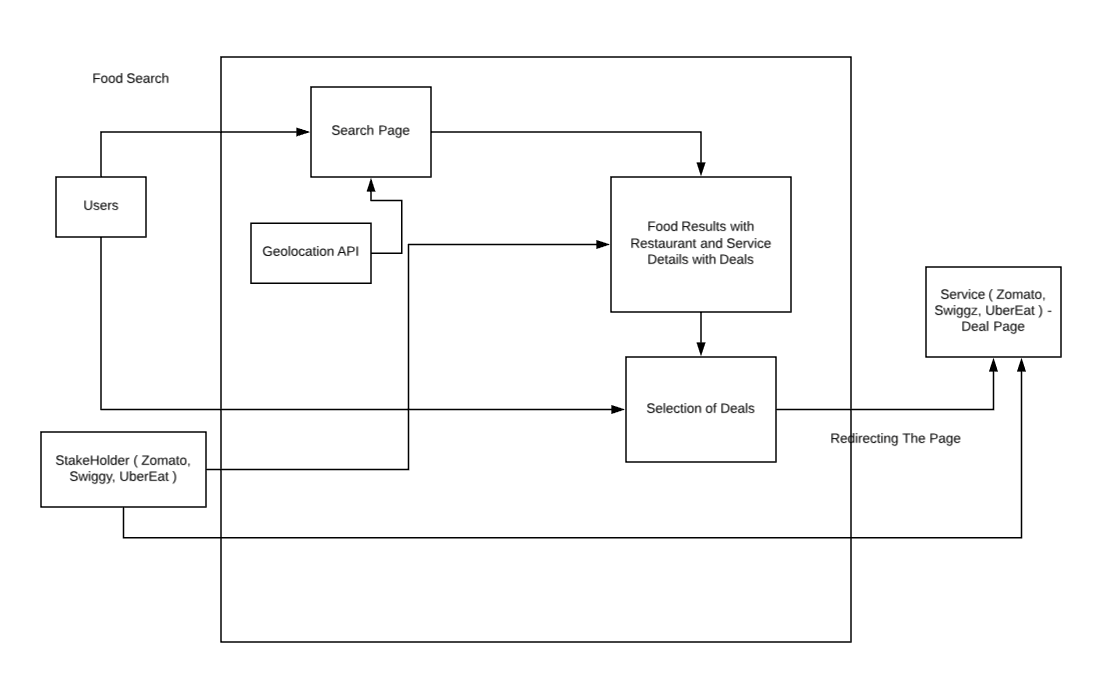 Food Search
Search Page
Users
Geolocation API
Food Results with
Restaurant and Service
Details with Deals
Service ( Zomato,
Swiggz, UberEat ) -
Deal Page
Selection of Deals
Redirecting The Page
StakeHolder ( Zomato,
Swiggy, UberEat )